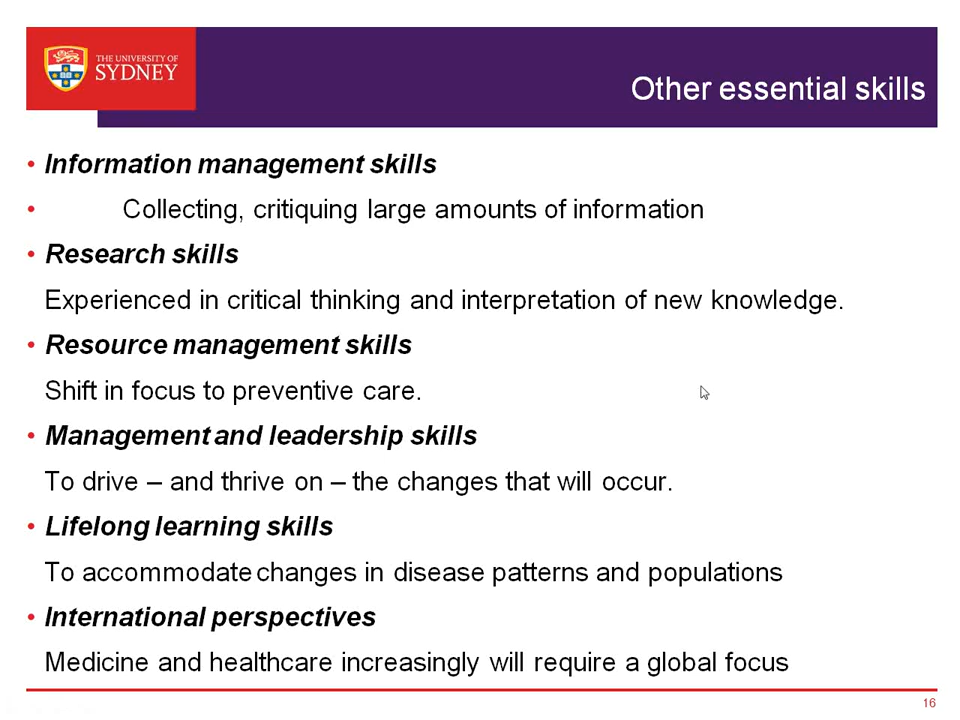 THE UNIVERSITY OF
SYDNEY
Other essential skills
• Information management skills
• Collecting, critiquing large amounts of information
• Research skills
Experienced in critical thinking and interpretation of new knowledge.
• Resource management skills
Shift in focus to preventive care.
• Management and leadership skills
To drive – and thrive on – the changes that will occur.
• Lifelong learning skills
To accommodate changes in disease patterns and populations
• International perspectives
Medicine and healthcare increasingly will require a global focus
16